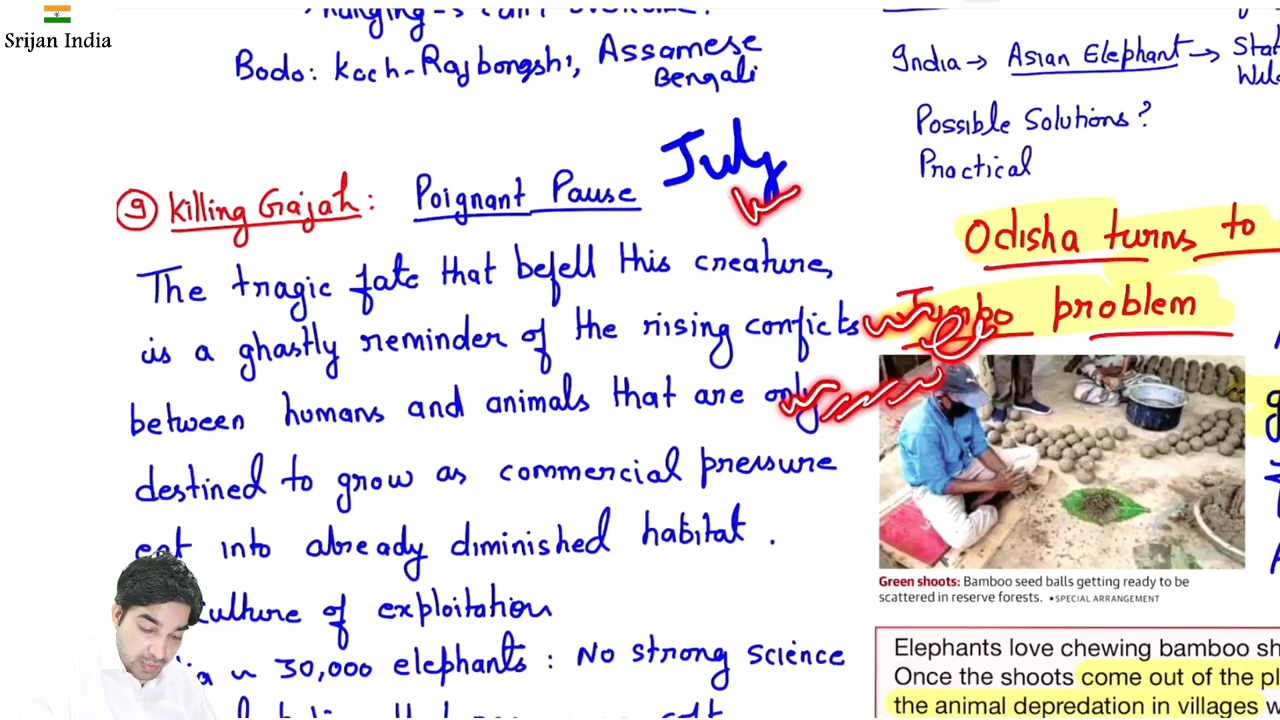 Srijan India
Bodo: Koch-Rajbongshi, Assamese
Bengali
July
9 Killing Gajah: Poignant Pause
The tragic fate that befell this creature,
is a ghastly reminder of the rising conficts
between humans and animals that are only
destined to grow as commercial pressure
eat into already diminished habitat.
culture of exploitation
30,000 elephants: No strong science
India → Asian Elephant →
Possible Solutions?
Practical
Odisha turns to
Jumbo problem
Green shoots: Bamboo seed balls getting ready to be
scattered in reserve forests. •SPECIAL ARRANGEMENT
Elephants love chewing bamboo
Once the shoots come out of the
the animal depredation in villages